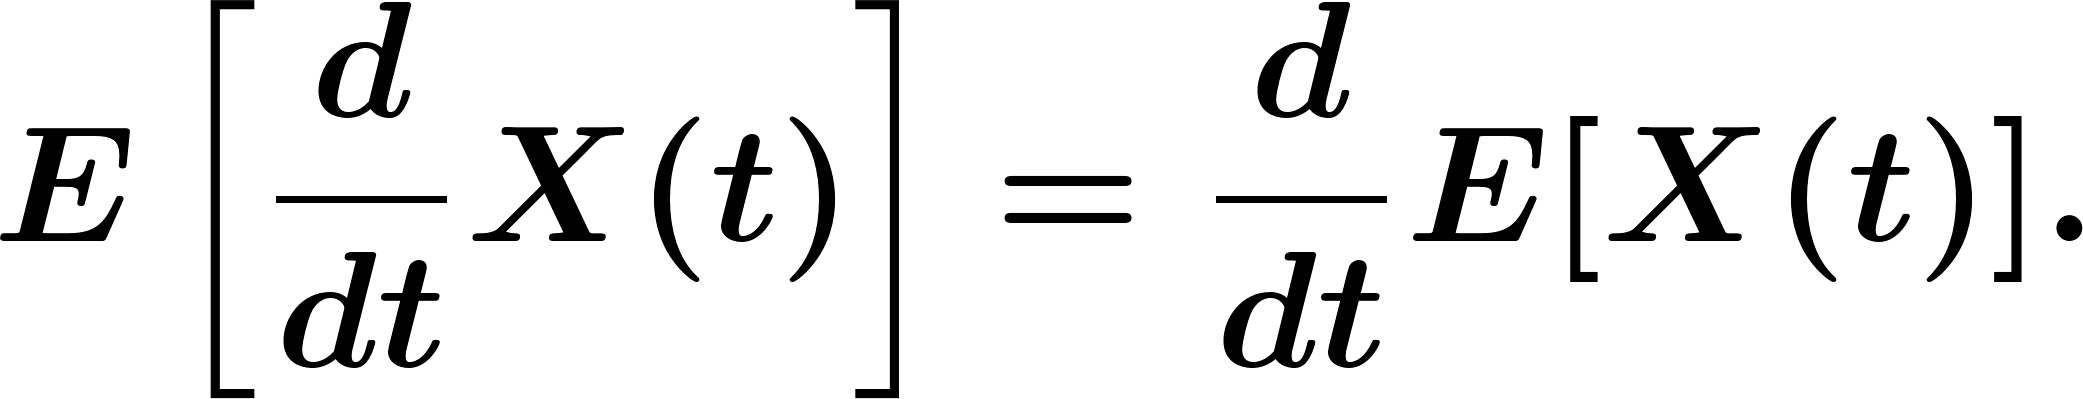 E [ d/dt X(t) ] = d/dt E[X(t)].